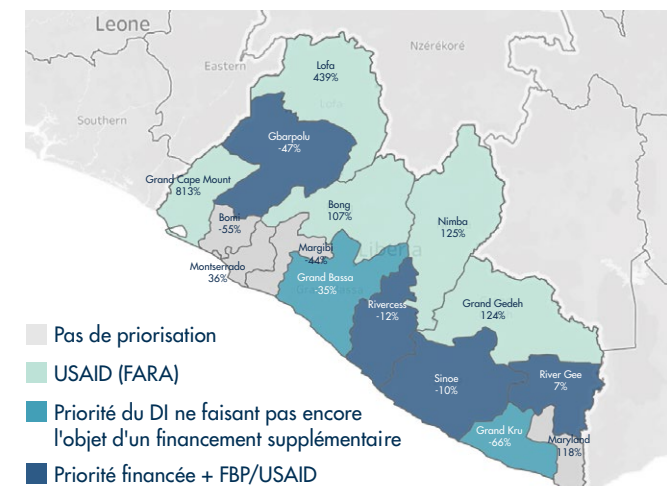 Leone
Nzérékoré
Eastern
Southern
Lofa
439%
Lofa
Gbarpolu
-47%
Grand Cape Mount
813%
Bomi
-55%
Bong
107%
Nimba
125%
Margibi
-44%
Liberia
Montserrado
36%
Grand Bassa
-35%
Rivercess
-12%
Grand Gedeh
124%
Sinoe
-10%
River Gee
7%
Grand Kru
-66%
Maryland
118%
Pas de priorisation
USAID (FARA)
Priorité du DI ne faisant pas encore
l'objet d'un financement supplémentaire
Priorité financée + FBP/USAID